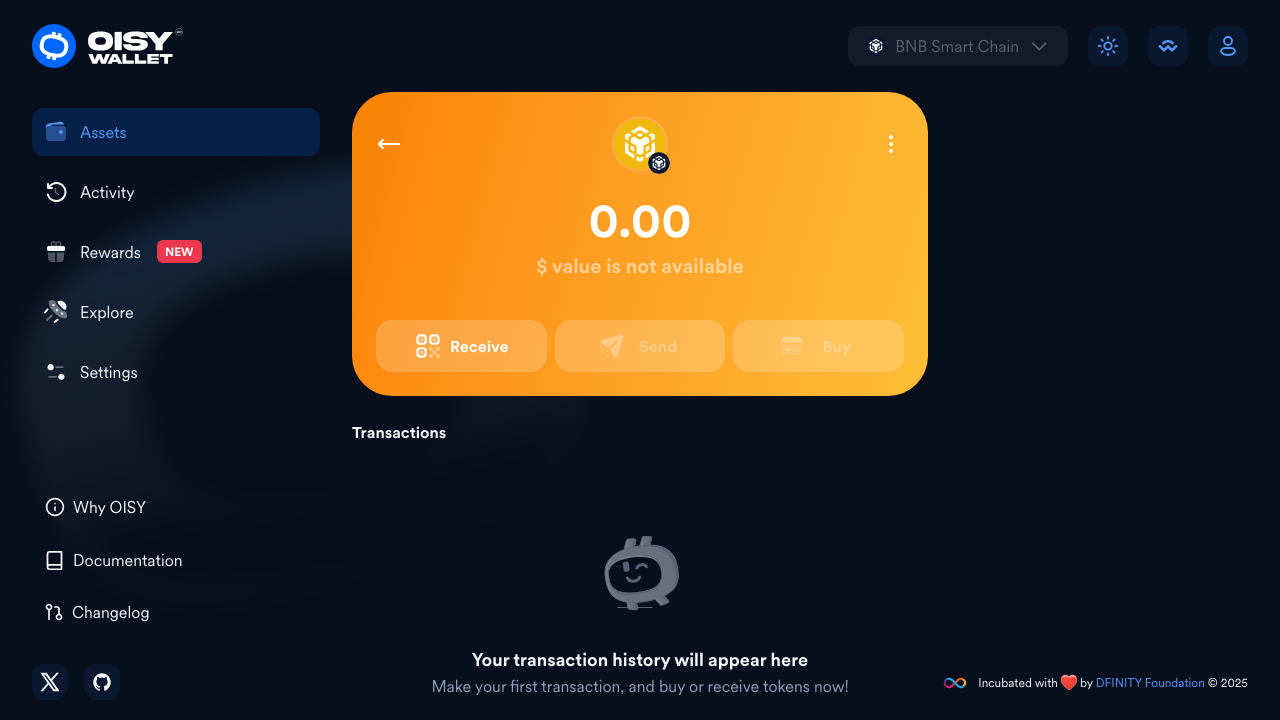 OISY
WALLET
BNB Smart Chain
Assets
Activity
Rewards NEW
Explore
Settings
Why OISY
Documentation
Changelog
0.00
$ value is not available
Receive
Send
Buy
Transactions
Your transaction history will appear here
Make your first transaction, and buy or receive tokens now!
Incubated with ❤️ by DFINITY Foundation © 2025